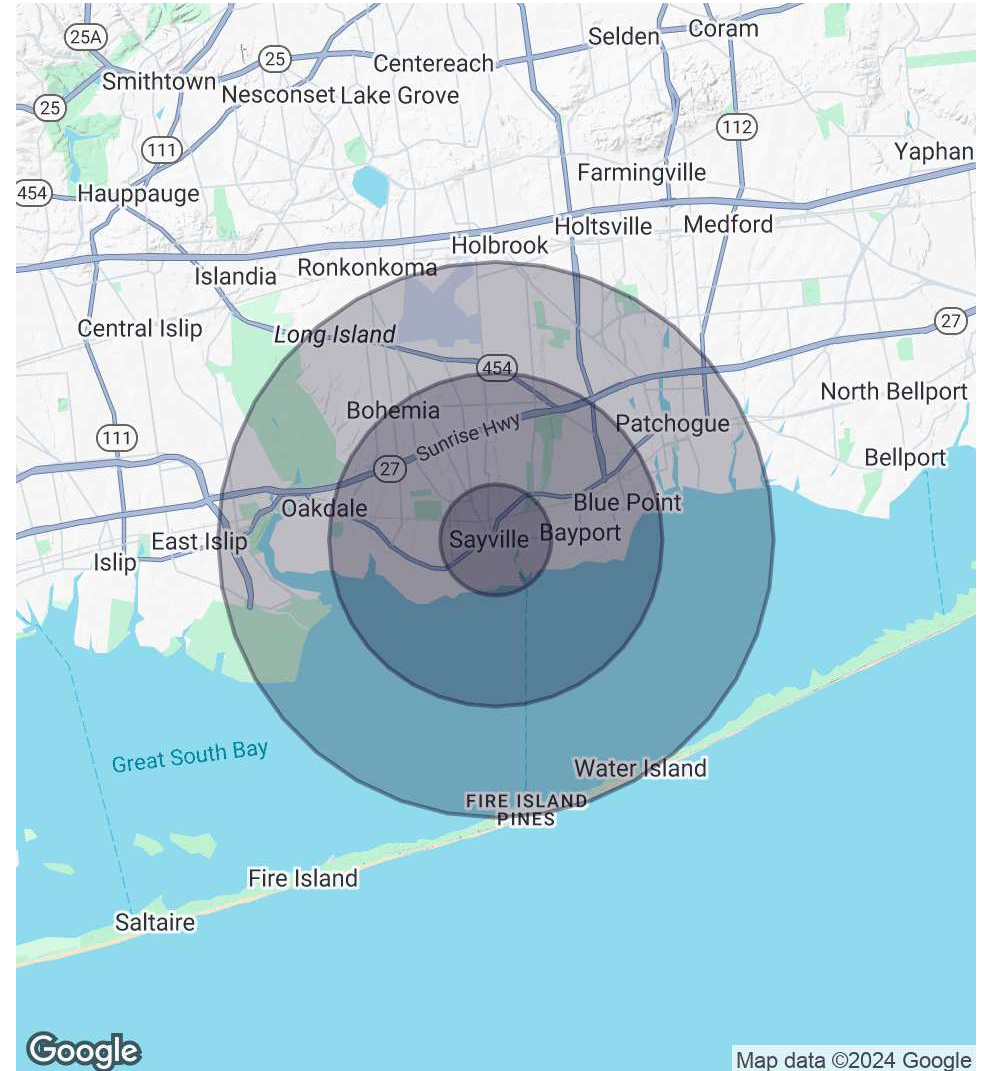 25A
Selden
Coram
25
Centereach
Smithtown
Nesconset
Lake Grove
25
112
111
Yaphan
Farmingville
454
Hauppauge
Holtsville
Medford
Holbrook
Ronkonkoma
Islandia
27
Central Islip
Long Island
454
North Bellport
Bohemia
Patchogue
111
Sunrise Hwy
Bellport
27
Blue Point
Oakdale
Bayport
East Islip
Sayville
Islip
Great South Bay
Water Island
FIRE ISLAND
PINES
Fire Island
Saltaire
Google
Map data ©2024 Google